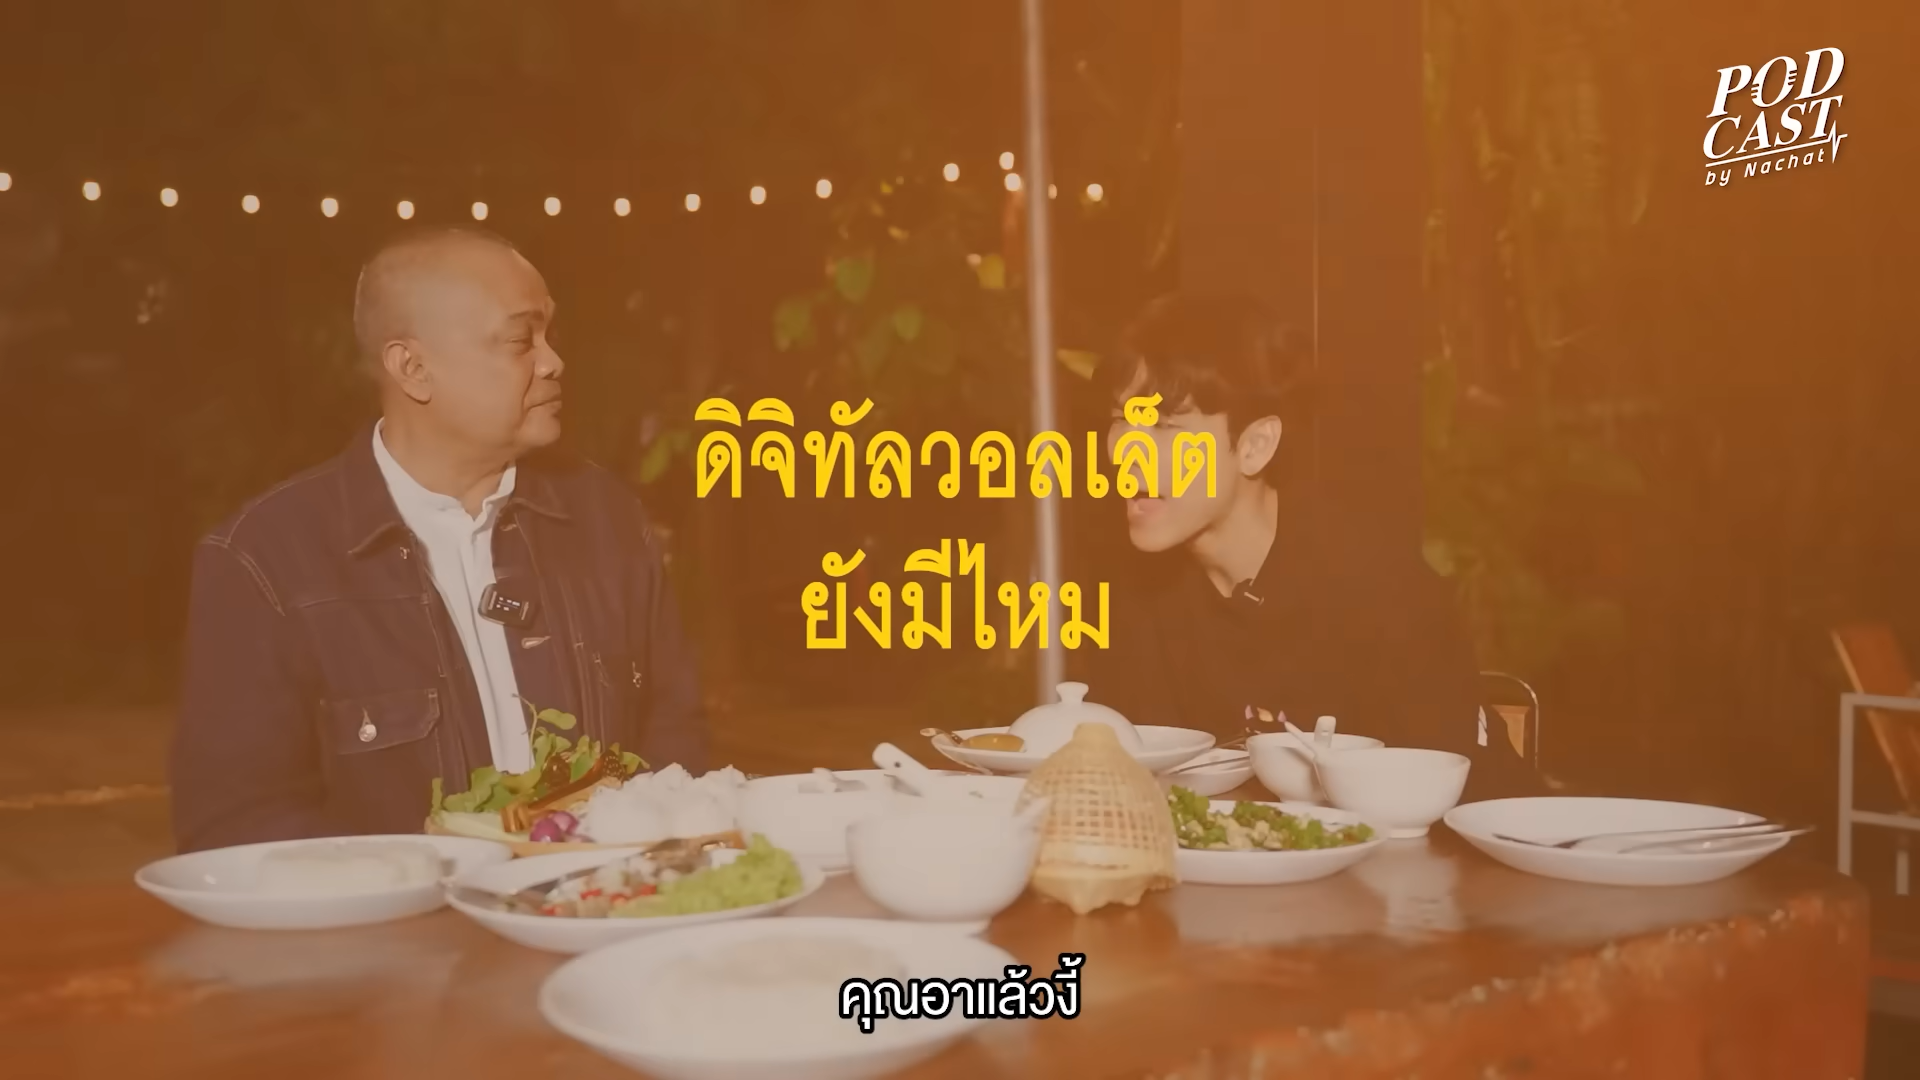 POD
CAST
by Nachat
ดิจิทัลวอลเล็ต
ยังมีไหม
คุณอาแล้วงี้